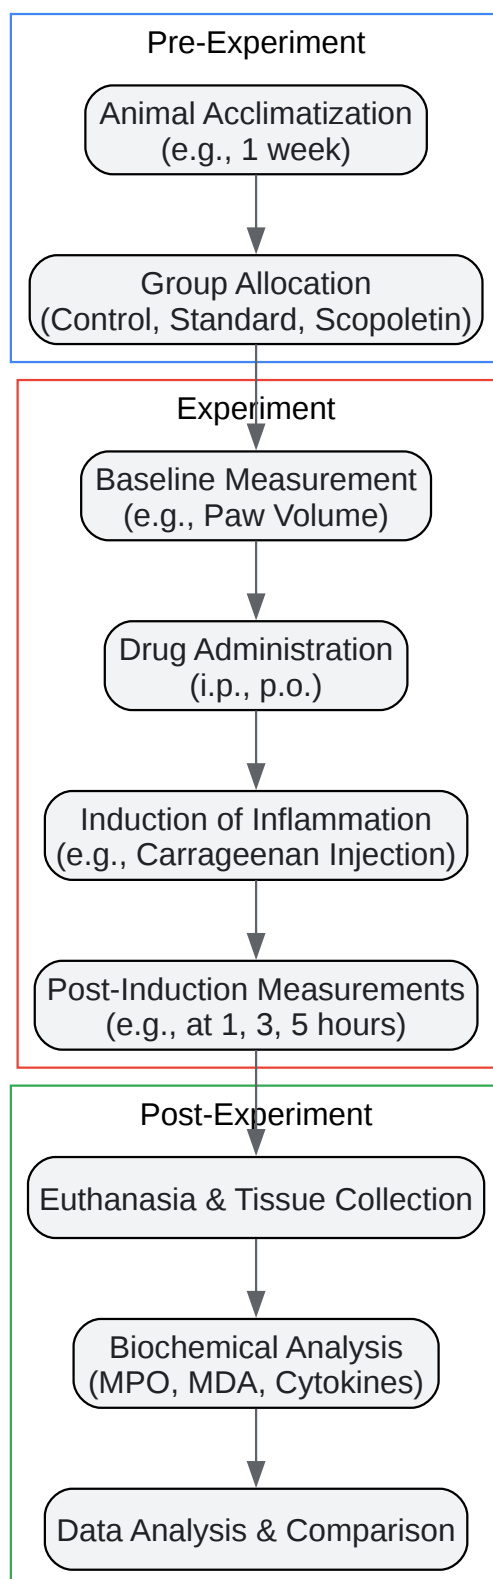 Pre-Experiment
Animal Acclimatization
(e.g., 1 week)
Group Allocation
(Control, Standard, Scopoletin)
Experiment
Baseline Measurement
(e.g., Paw Volume)
Drug Administration
(i.p., p.o.)
Induction of Inflammation
(e.g., Carrageenan Injection)
Post-Induction Measurements
(e.g., at 1, 3, 5 hours)
Post-Experiment
Euthanasia & Tissue Collection
Biochemical Analysis
(MPO, MDA, Cytokines)
Data Analysis & Comparison